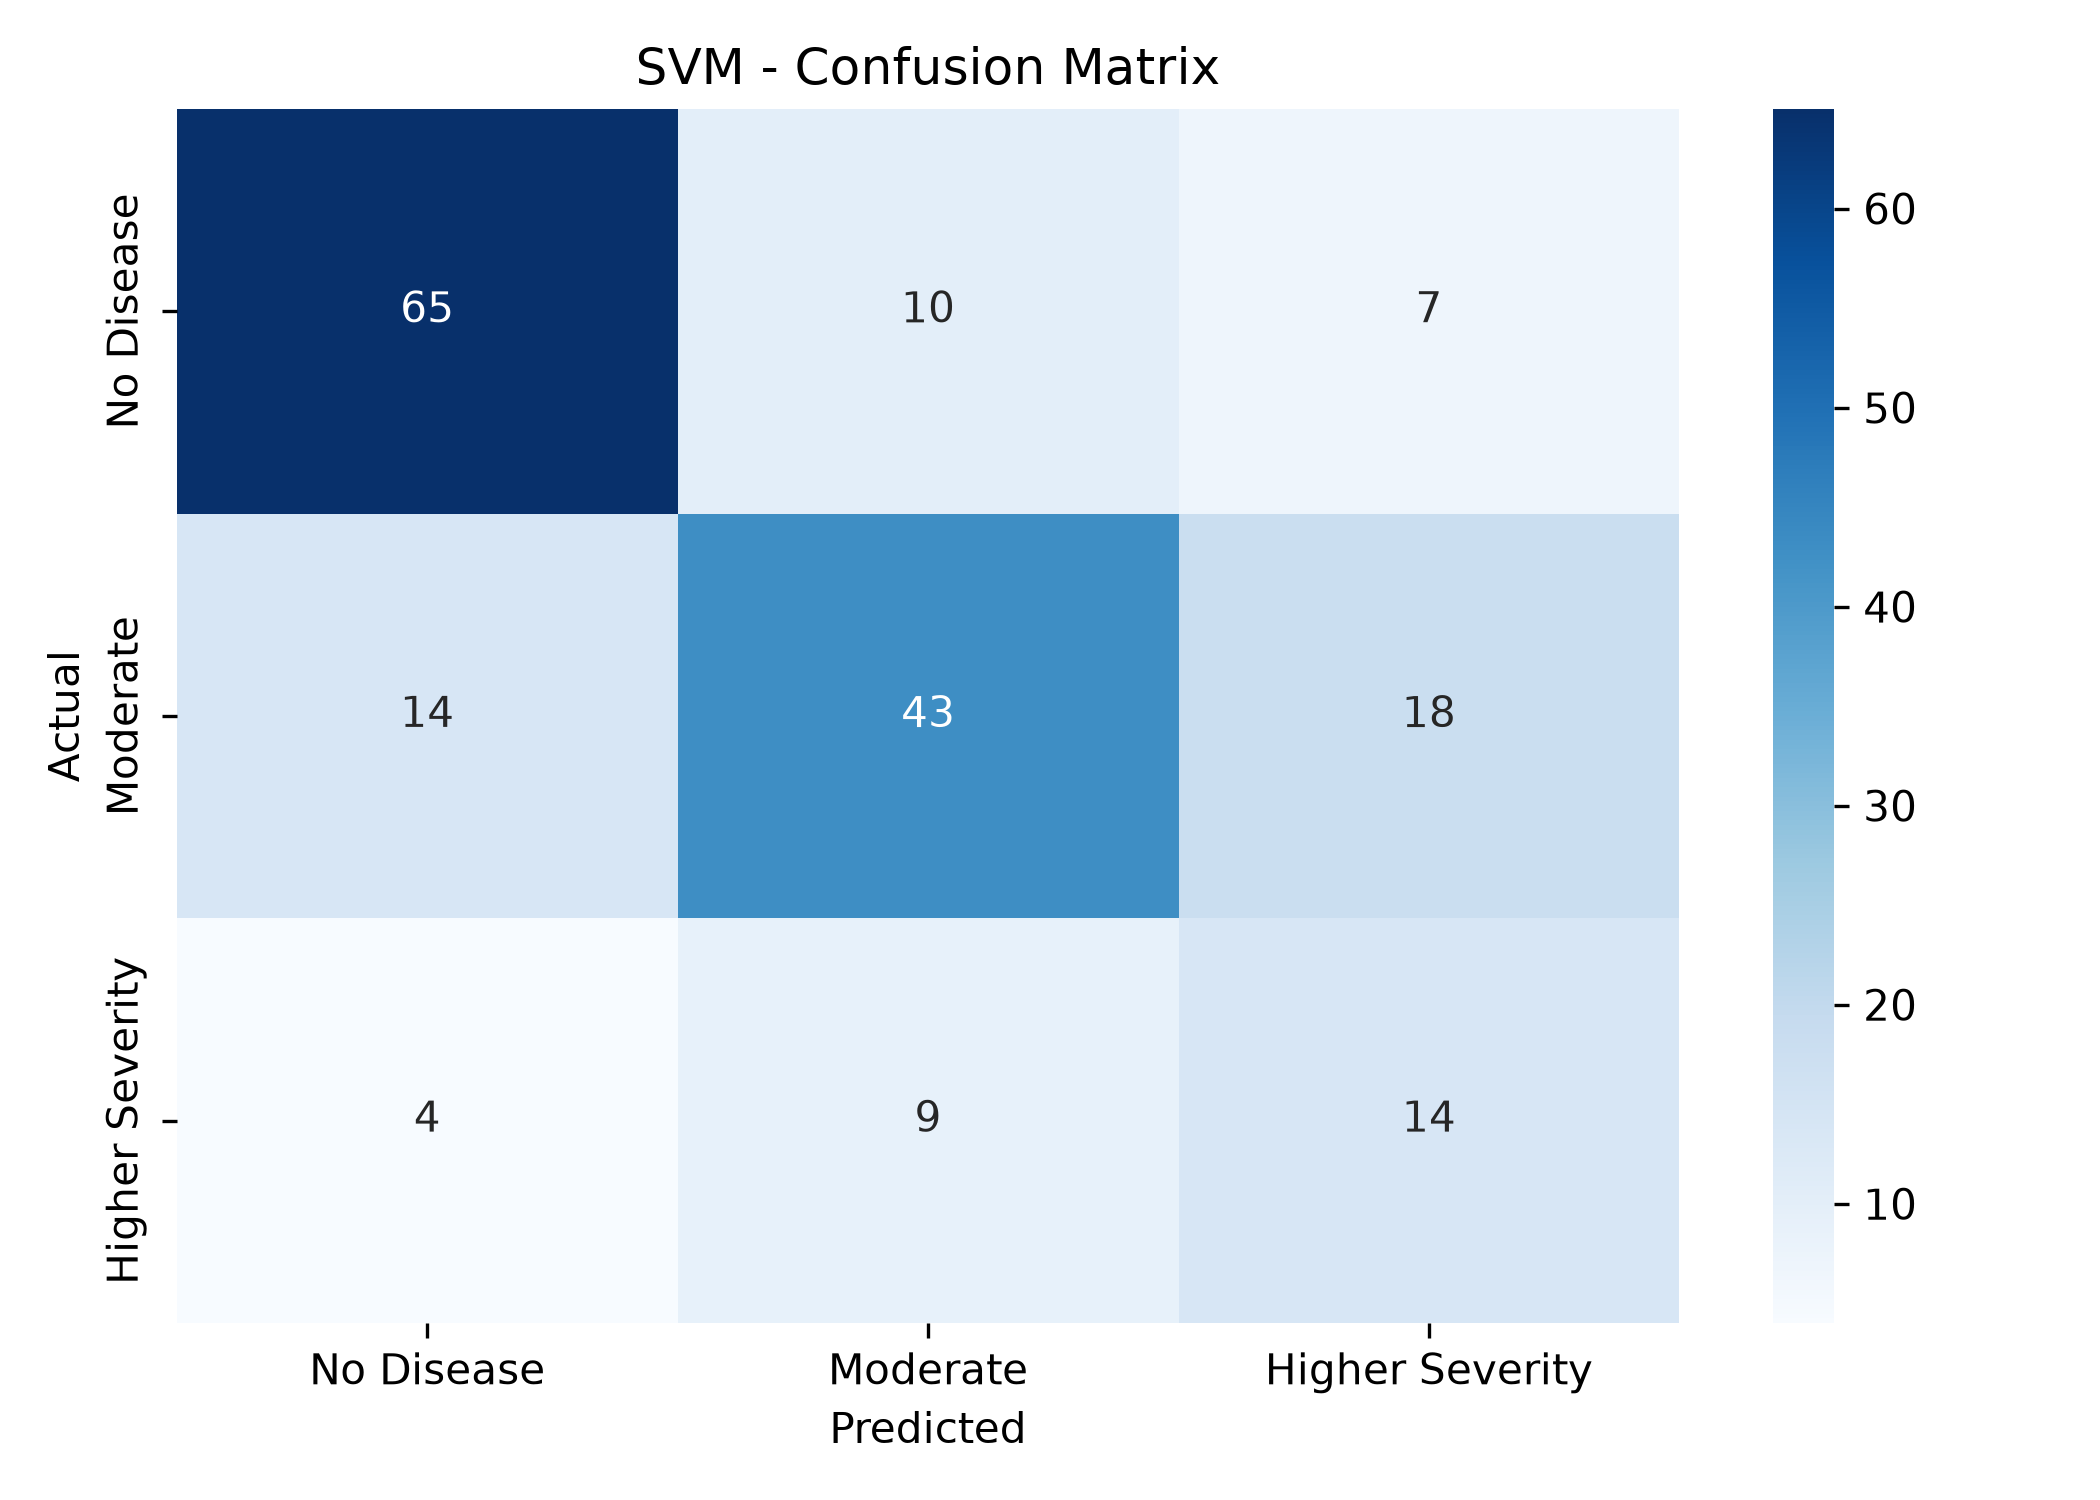 SVM - Confusion Matrix
No Disease
65
10
7
Moderate
14
43
18
Higher Severity
4
9
14
Actual
No Disease
Moderate
Higher Severity
Predicted
60
50
40
30
20
10